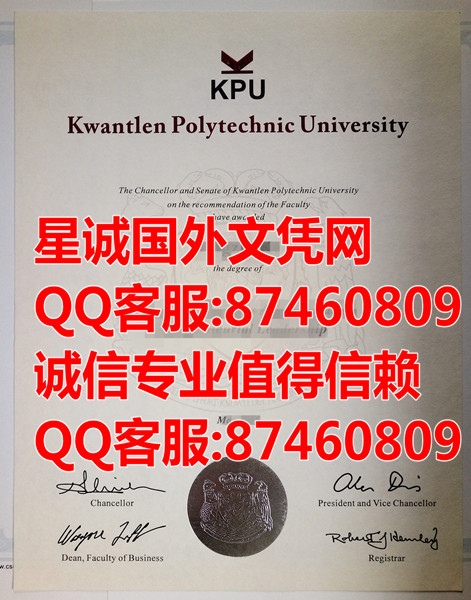 KPU
Kwantlen Polytechnic University
The Chancellor and Senate of Kwantlen Polytechnic University
on the recommendation of the Faculty
have awarded
星诚国外文凭网
the degree of
QQ客服:87460809
诚信专业值得信赖
QQ客服:87460809
Chancellor
President and Vice Chancellor
Dean, Faculty of Business
Registrar